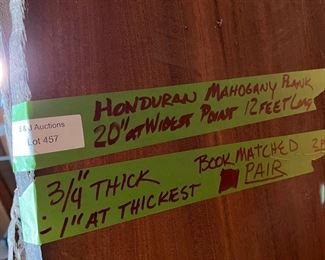 S&J Auctions
Lot 457
HONDURAN MAHOGANY PLANK
20" AT WIDEST POINT 12 FEET LONG
3/4" THICK
- 1" AT THICKEST
BOOK MATCHED
PAIR